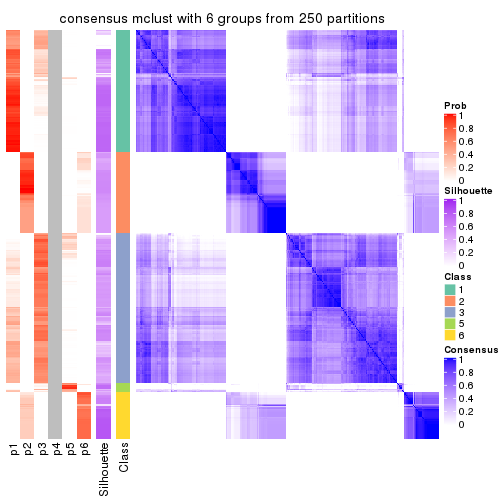 consensus mclust with 6 groups from 250 partitions
Prob
1
0.8
0.6
0.4
0.2
0
Silhouette
1
0.8
0.6
0.4
0.2
0
Class
1
2
3
5
6
Consensus
1
0.8
0.6
0.4
0.2
0
p1
p2
p3
p4
p5
p6
Silhouette
Class